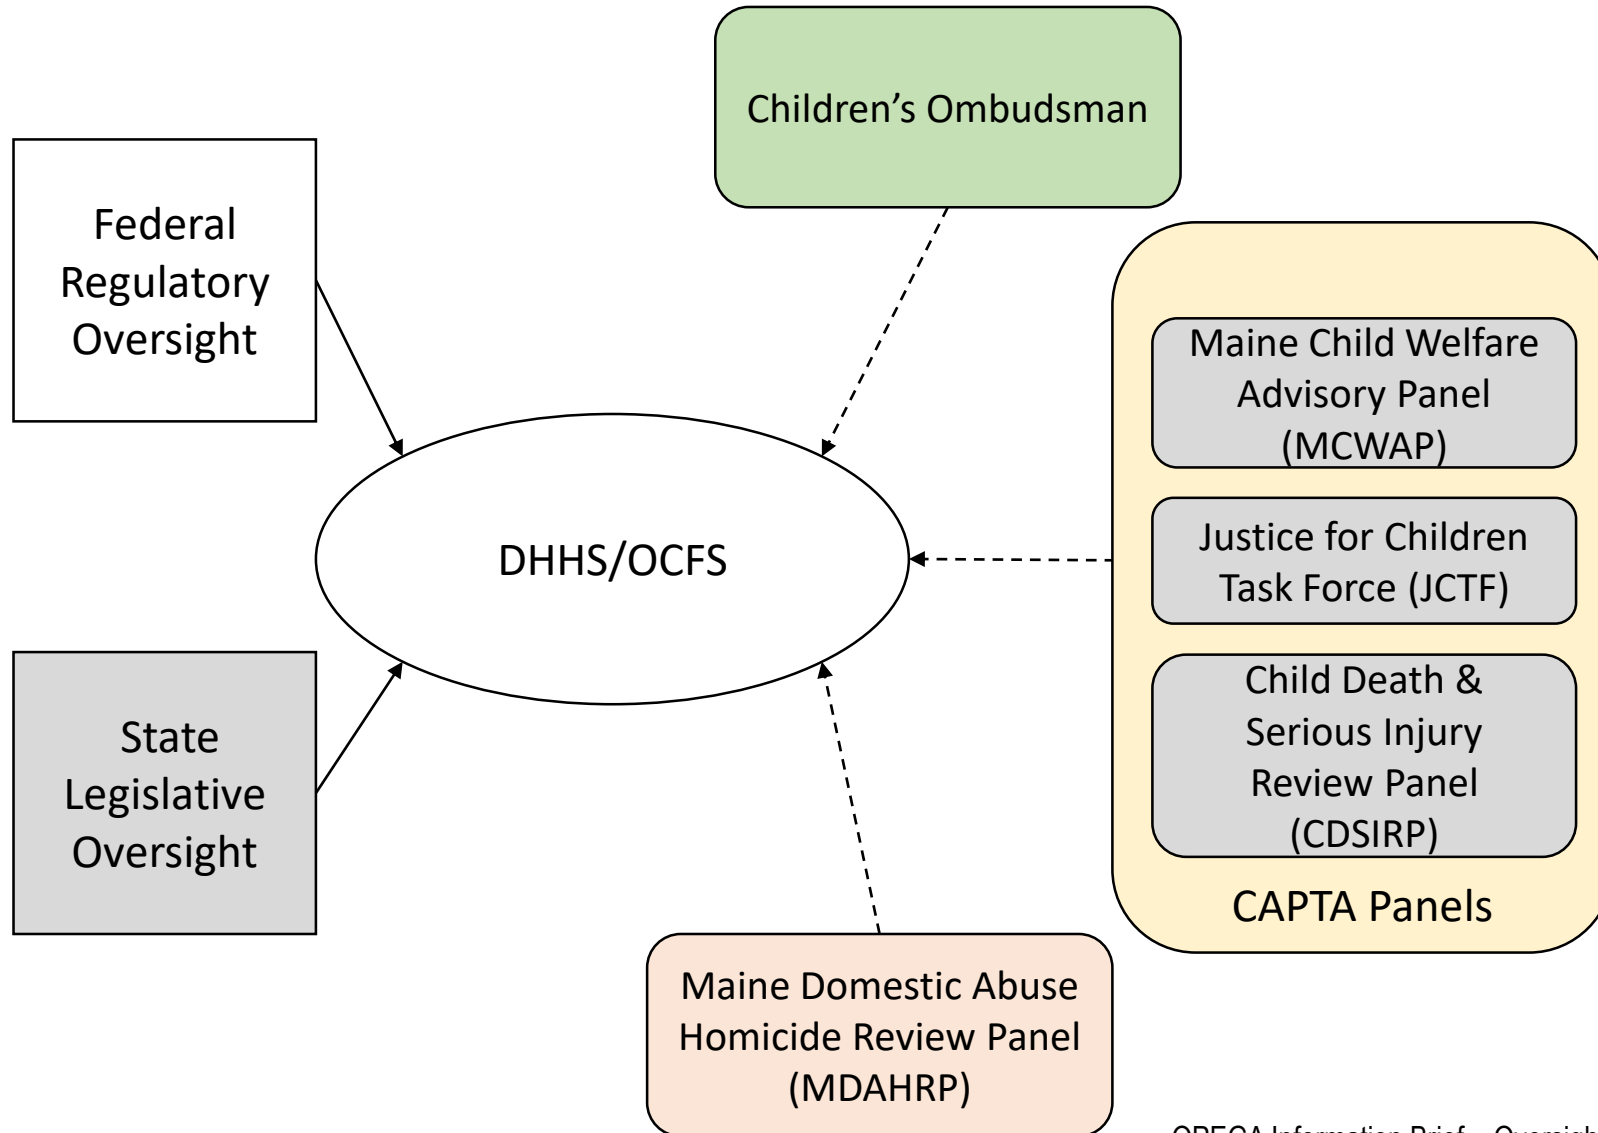 Children’s Ombudsman
Federal
Regulatory
Oversight
Maine Child Welfare
Advisory Panel
(MCWAP)
Justice for Children
Task Force (JCTF)
DHHS/OCFS
Child Death &
Serious Injury
Review Panel
(CDSIRP)
CAPTA Panels
State
Legislative
Oversight
Maine Domestic Abuse
Homicide Review Panel
(MDAHRP)
Information Brief